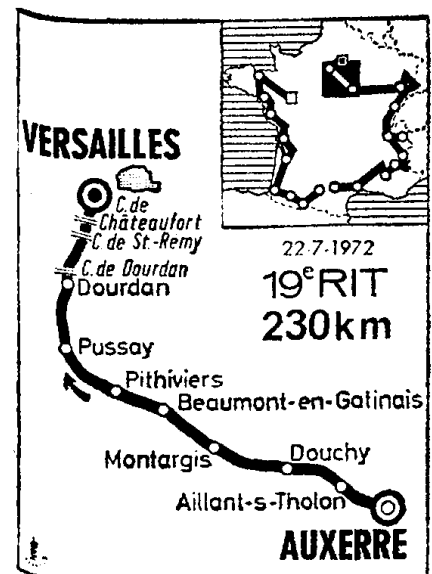 VERSAILLES
C. de
Châteaufort
C. de St.-Remy
C. de Dourdan
Dourdan
22-7-1972
19e RIT
230km
Pussay
Pithiviers
Beaumont-en-Gatinais
Montargis
Douchy
Aillant-s-Tholon
AUXERRE